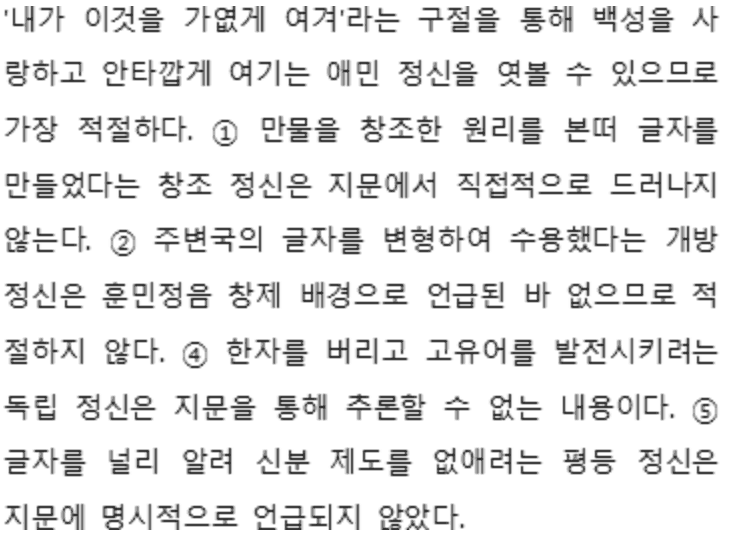 '내가 이것을 가엾게 여겨'라는 구절을 통해 백성을 사
랑하고 안타깝게 여기는 애민 정신을 엿볼 수 있으므로
가장 적절하다. ① 만물을 창조한 원리를 본떠 글자를
만들었다는 창조 정신은 지문에서 직접적으로 드러나지
않는다. ② 주변국의 글자를 변형하여 수용했다는 개방
정신은 훈민정음 창제 배경으로 언급된 바 없으므로 적
절하지 않다. ④ 한자를 버리고 고유어를 발전시키려는
독립 정신은 지문을 통해 추론할 수 없는 내용이다. ⑤
글자를 널리 알려 신분 제도를 없애려는 평등 정신은
지문에 명시적으로 언급되지 않았다.